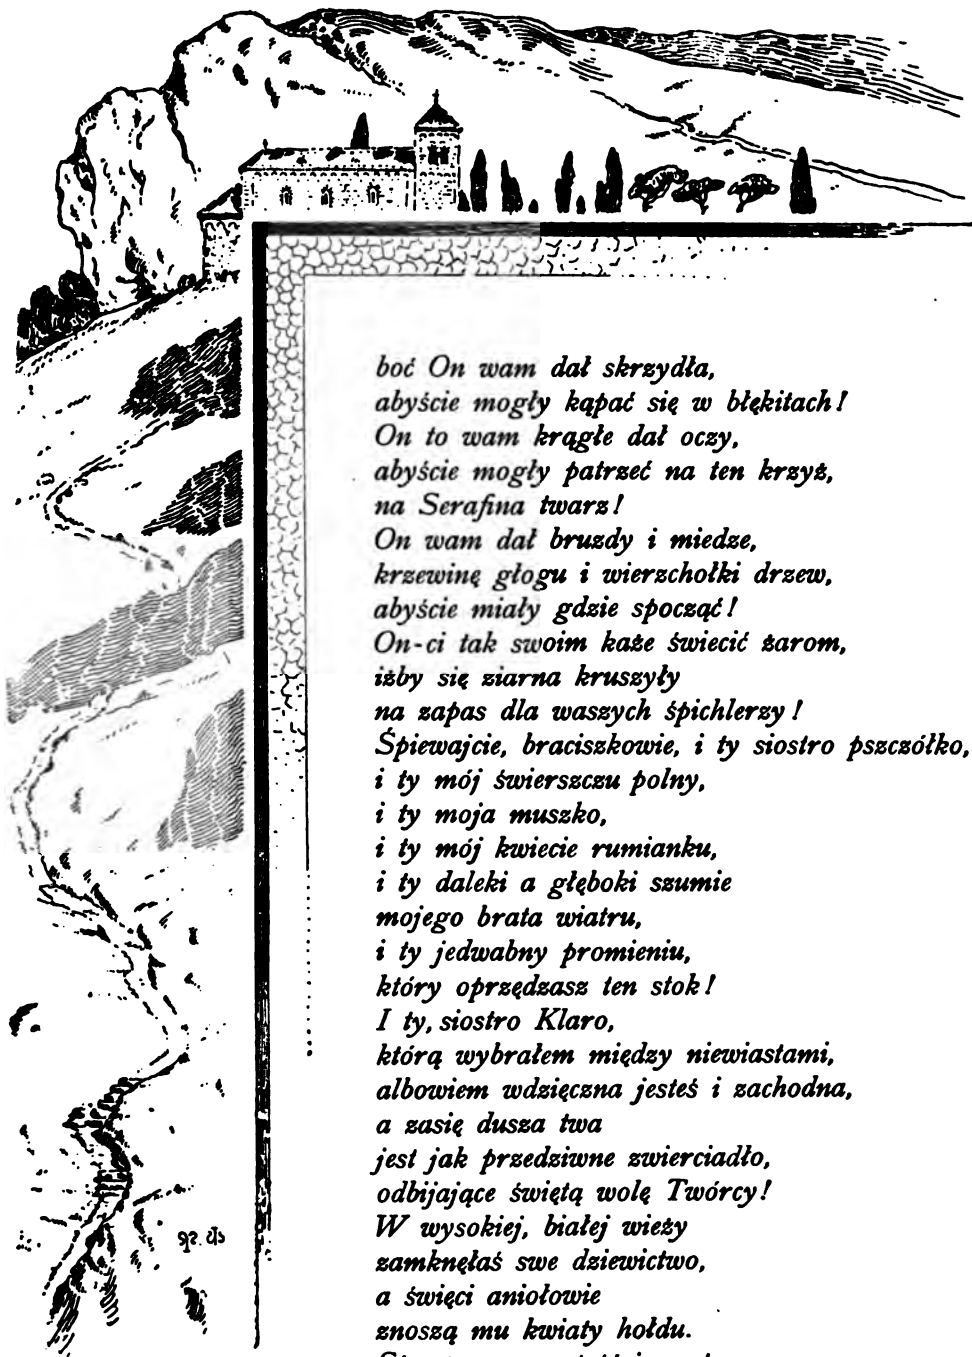 boć On wam dał skrzydła,
abyście mogły kąpać się w błękitach!
On to wam krągłe dał oczy,
abyście mogły patrzeć na ten krzyż,
na Serafina twarz!
On wam dał bruzdy i miedze,
krzewinę głogu i wierzchołki drzew,
abyście miały gdzie spocząć!
On-ci tak swoim każe świecić żarom,
iżby się ziarna kruszyły
na zapas dla waszych śpichlerzy!
Śpiewajcie, braciszkowie, i ty siostro pszczółko,
i ty mój świerszczu polny,
i ty moja muszko,
i ty mój kwiecie rumianku,
i ty daleki a głęboki szumie
mojego brata wiatru,
i ty jedwabny promieniu,
który oprzędzasz ten stok!
I ty, siostro Klaro,
którą wybrałem między niewiastami,
albowiem wdzięczna jesteś i zachodna,
a zasię dusza twa
jest jak przedziwne zwierciadło,
odbijające świętą wolę Twórcy!
W wysokiej, białej wieży
zamknęłaś swe dziewictwo,
a święci aniołowie
znoszą mu kwiaty hołdu.